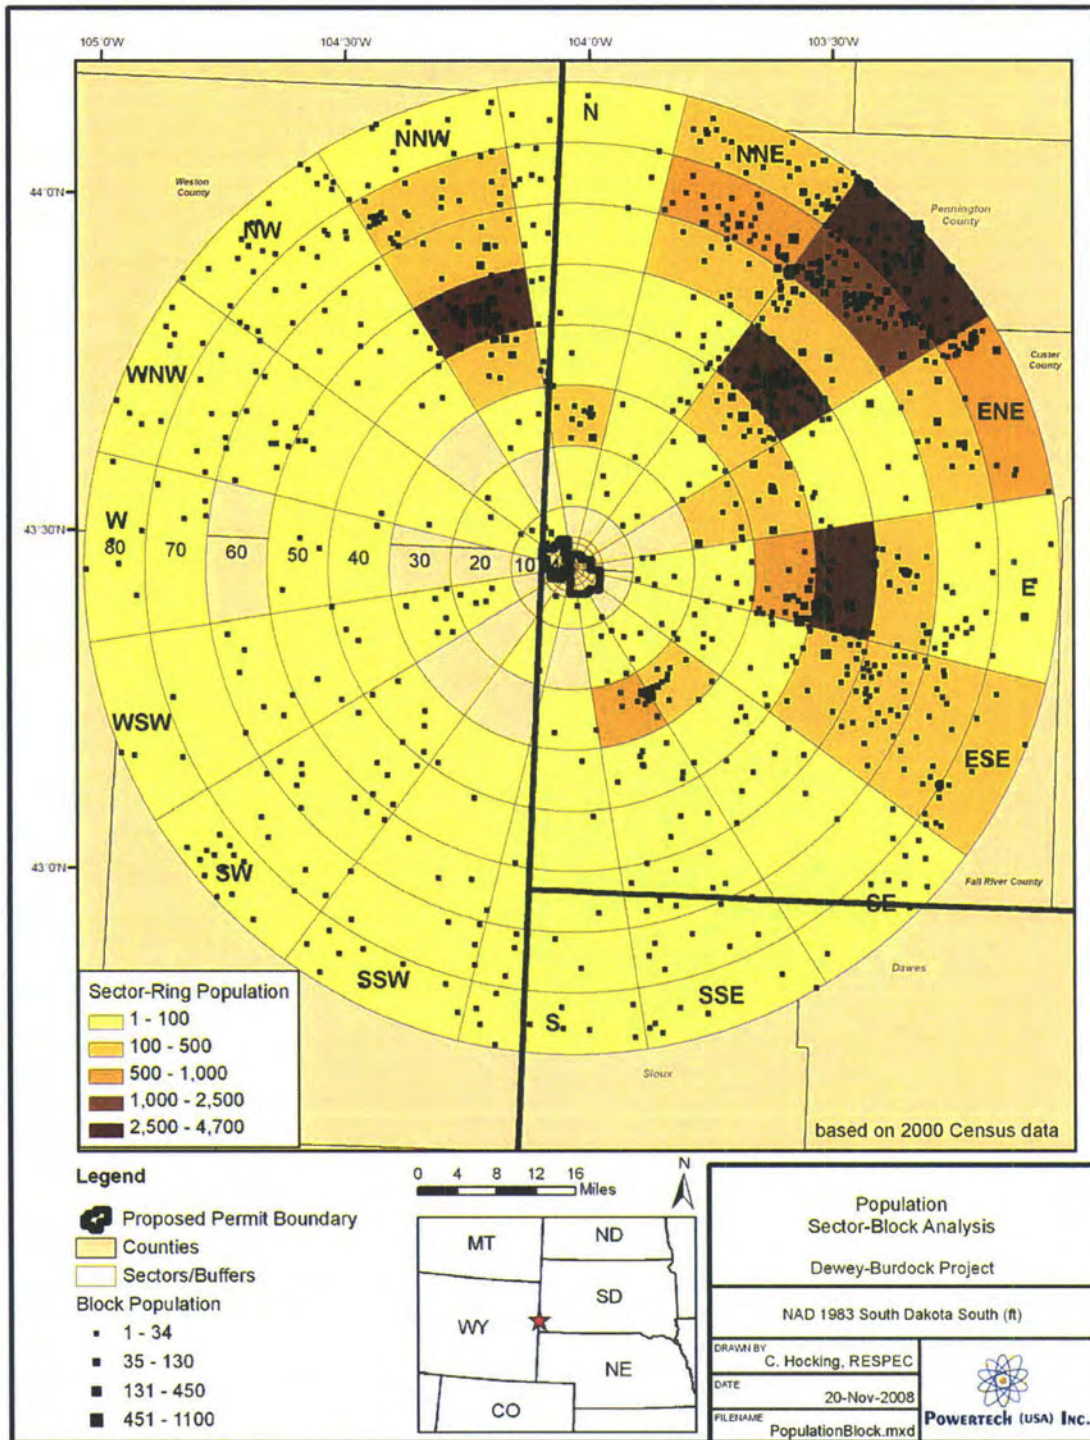 105°0'W 104°30'W 104°0'W 103°30'W
N
NNW
NNE
44°0'N
Weston
County
Pennington
County
NW
Custer
County
WNW
ENE
W
43°30'N
80 70 60 50 40 30 20 10
E
WSW
ESE
43°0'N
SW
Fall River County
SE
Dawes
SSW
SSE
S
Sioux
Sector-Ring Population
1 - 100
100 - 500
500 - 1,000
1,000 - 2,500
2,500 - 4,700
based on 2000 Census data
Legend
Proposed Permit Boundary
Counties
Sectors/Buffers
Block Population
1 - 34
35 - 130
131 - 450
451 - 1100
0 4 8 12 16
Miles
N
MT
ND
SD
WY
NE
CO
Population
Sector-Block Analysis
Dewey-Burdock Project
NAD 1983 South Dakota South (ft)
DRAWN BY
C. Hocking, RESPEC
DATE
20-Nov-2008
FILENAME
PopulationBlock.mxd
POWERTECH (USA) INC.